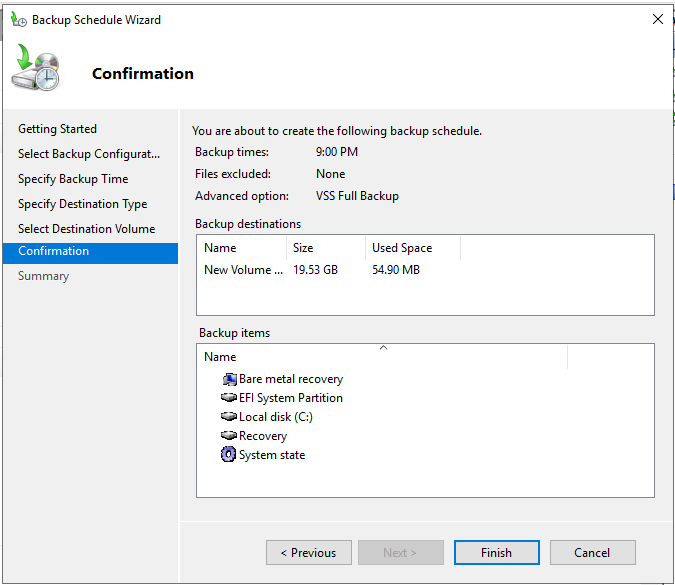 Backup Schedule Wizard
Confirmation
Getting Started
Select Backup Configurat...
Specify Backup Time
Specify Destination Type
Select Destination Volume
Confirmation
Summary
You are about to create the following backup schedule.
Backup times: 9:00 PM
Files excluded: None
Advanced option: VSS Full Backup
Backup destinations
Name Size Used Space
New Volume ... 19.53 GB 54.90 MB
Backup items
Name
Bare metal recovery
EFI System Partition
Local disk (C:)
Recovery
System state
< Previous Next > Finish Cancel